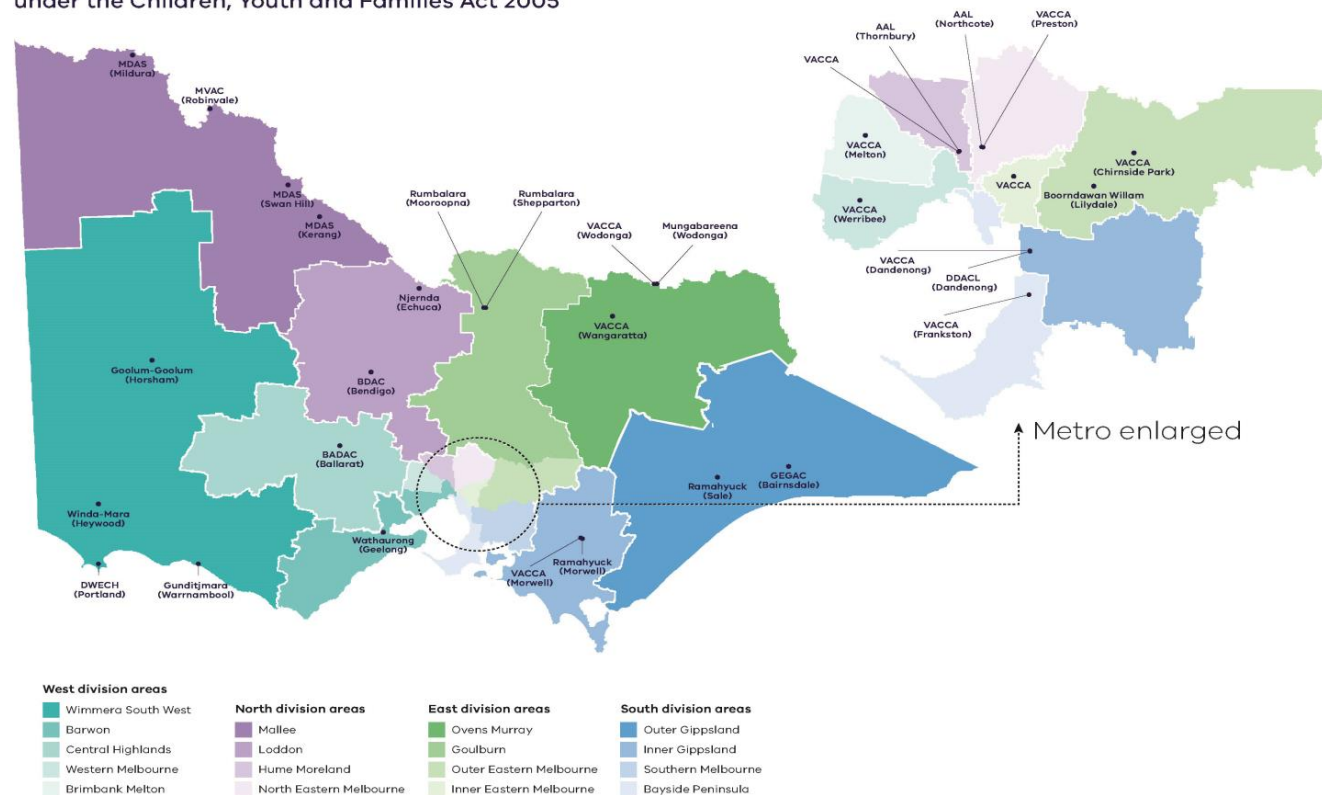 under the Children, Youth and Families Act 2005
MDAS
(Mildura)
MVAC
(Robinvale)
MDAS
(Swan Hill)
MDAS
(Kerang)
Rumbalara
(Mooroopna)
Rumbalara
(Shepparton)
VACCA
(Wodonga)
Mungabareena
(Wodonga)
Njernda
(Echuca)
VACCA
(Wangaratta)
Goolum-Goolum
(Horsham)
BDAC
(Bendigo)
BADAC
(Ballarat)
Winda-Mara
(Heywood)
Wathaurong
(Geelong)
DWECH
(Portland)
Gunditjmara
(Warrnambool)
VACCA
(Morwell)
Ramahyuck
(Morwell)
Ramahyuck
(Sale)
GEGAC
(Bairnsdale)
VACCA
AAL
(Thornbury)
AAL
(Northcote)
VACCA
(Preston)
VACCA
(Melton)
VACCA
(Werribee)
VACCA
VACCA
(Chirnside Park)
Boorndawan Willam
(Lilydale)
VACCA
(Dandenong)
DDACL
(Dandenong)
VACCA
(Frankston)
Metro enlarged
West division areas
Wimmera South West
Barwon
Central Highlands
Western Melbourne
Brimbank Melton
North division areas
Mallee
Loddon
Hume Moreland
North Eastern Melbourne
East division areas
Ovens Murray
Goulburn
Outer Eastern Melbourne
Inner Eastern Melbourne
South division areas
Outer Gippsland
Inner Gippsland
Southern Melbourne
Bayside Peninsula